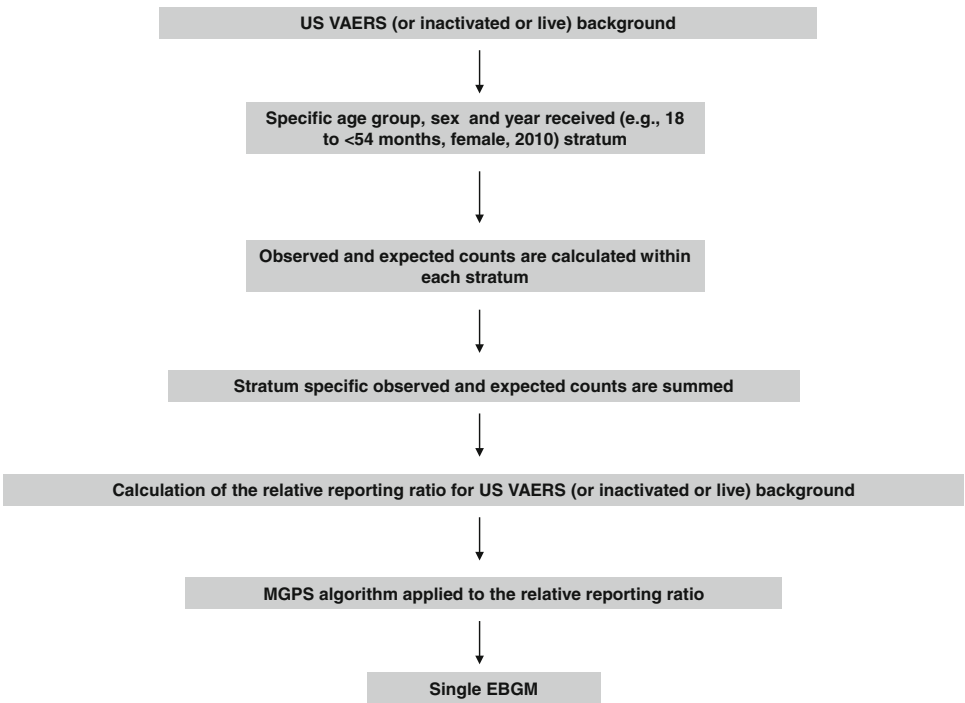 US VAERS (or inactivated or live) background
Specific age group, sex and year received (e.g., 18
to <54 months, female, 2010) stratum
Observed and expected counts are calculated within
each stratum
Stratum specific observed and expected counts are summed
Calculation of the relative reporting ratio for US VAERS (or inactivated or live) background
MGPS algorithm applied to the relative reporting ratio
Single EBGM